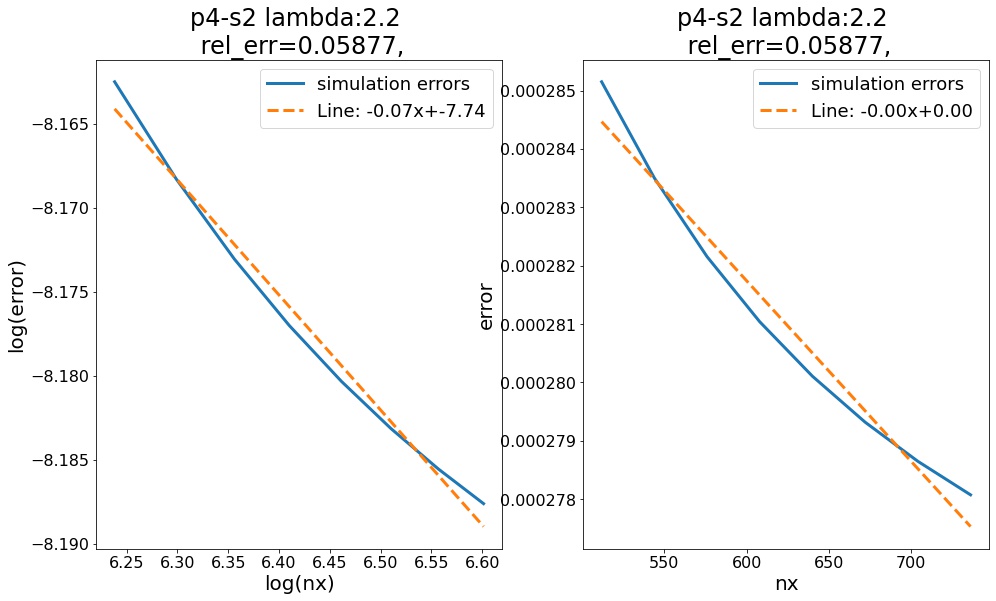 p4-s2 lambda:2.2
rel_err=0.05877,
simulation errors
Line: -0.07x+-7.74
−8.165
−8.170
−8.175
−8.180
−8.185
−8.190
log(error)
6.25 6.30 6.35 6.40 6.45 6.50 6.55 6.60
log(nx)
p4-s2 lambda:2.2
rel_err=0.05877,
simulation errors
Line: -0.00x+0.00
0.000285
0.000284
0.000283
0.000282
0.000281
0.000280
0.000279
0.000278
error
550 600 650 700
nx